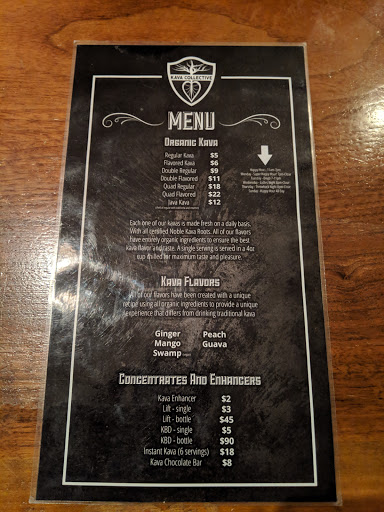 KAVA COLLECTIVE
MENU
ORGANIC KAVA
Regular Kava $5
Flavored Kava $6
Double Regular $9
Double Flavored $11
Quad Regular $18
Quad Flavored $22
Java Kava $12
Each one of our kavas is made fresh on a daily basis.
With all certified Noble Kava Roots. All of our flavors
have entirely organic ingredients to ensure the best
kava flavor and taste. A single serving is served in a 4oz
cup filled for maximum taste and pleasure.
KAVA FLAVORS
All of our flavors have been created with a unique
recipe using all organic ingredients to provide a unique
experience that differs from drinking traditional kava
Ginger Peach
Mango Guava
Swamp
CONCENTRATES AND ENHANCERS
Kava Enhancer $2
Lift - single $3
Lift - bottle $45
KBD - single $5
KBD - bottle $90
Instant Kava (6 servings) $18
Kava Chocolate Bar $8